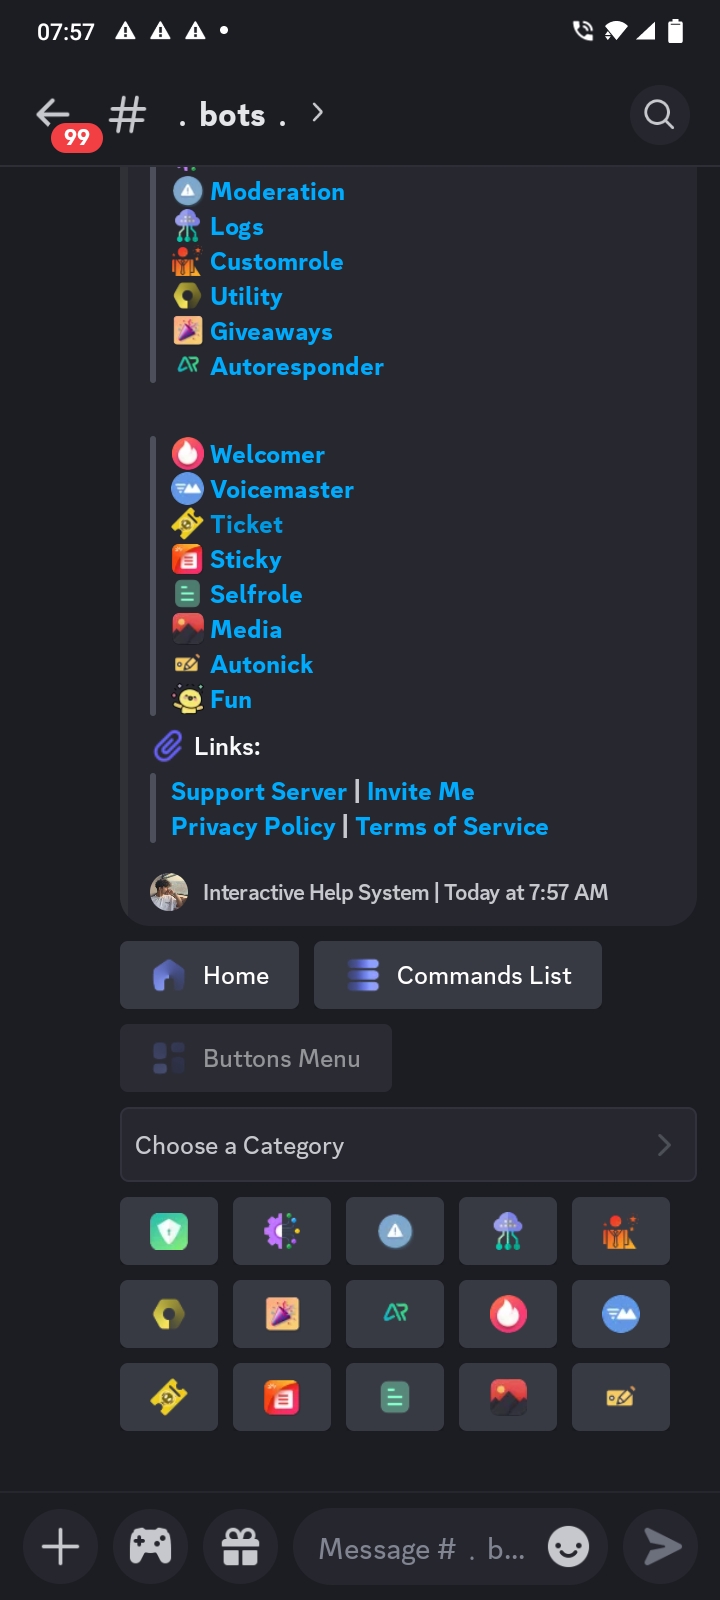 07:57
99
. bots .
Moderation
Logs
Customrole
Utility
Giveaways
Autoresponder
Welcomer
Voicemaster
Ticket
Sticky
Selfrole
Media
Autonick
Fun
Links:
Support Server | Invite Me
Privacy Policy | Terms of Service
Interactive Help System | Today at 7:57 AM
Home
Commands List
Buttons Menu
Choose a Category
Message # . b...